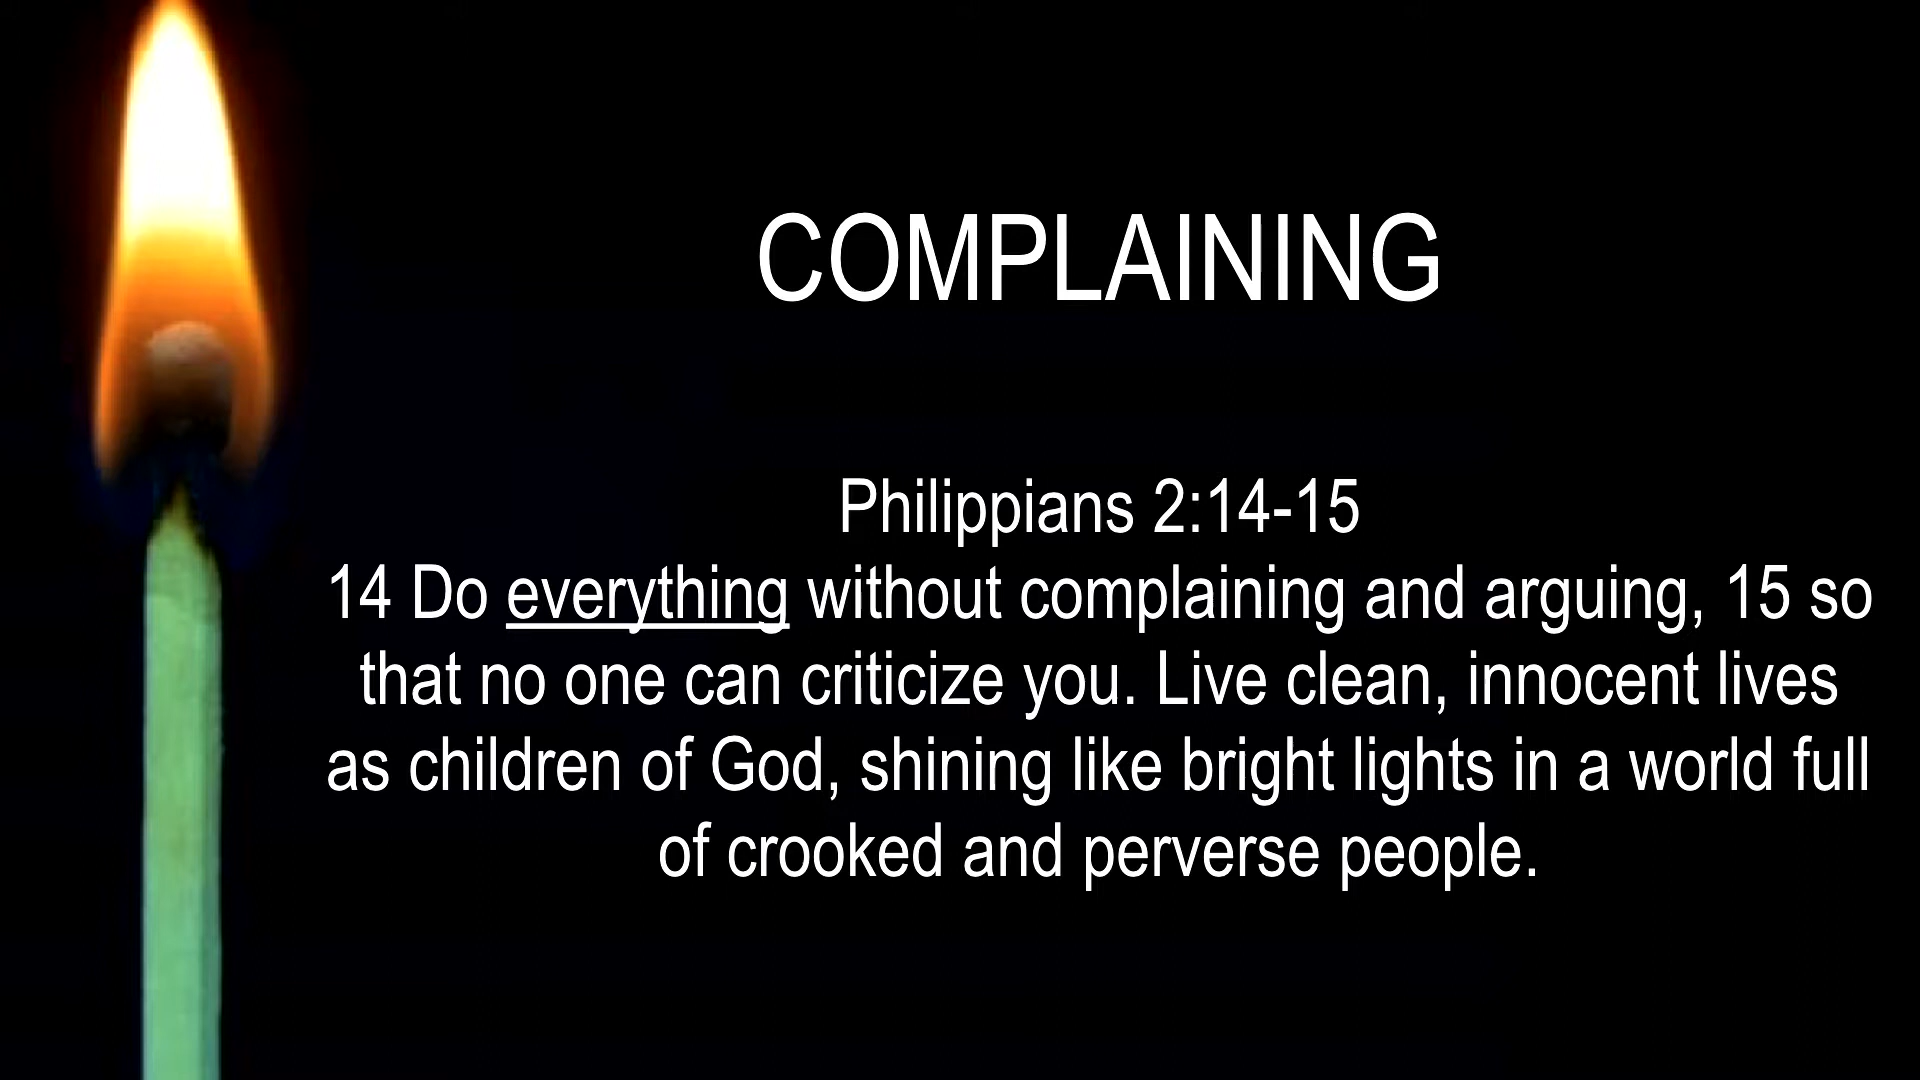 COMPLAINING
Philippians 2:14-15
14 Do everything without complaining and arguing, 15 so
that no one can criticize you. Live clean, innocent lives
as children of God, shining like bright lights in a world full
of crooked and perverse people.